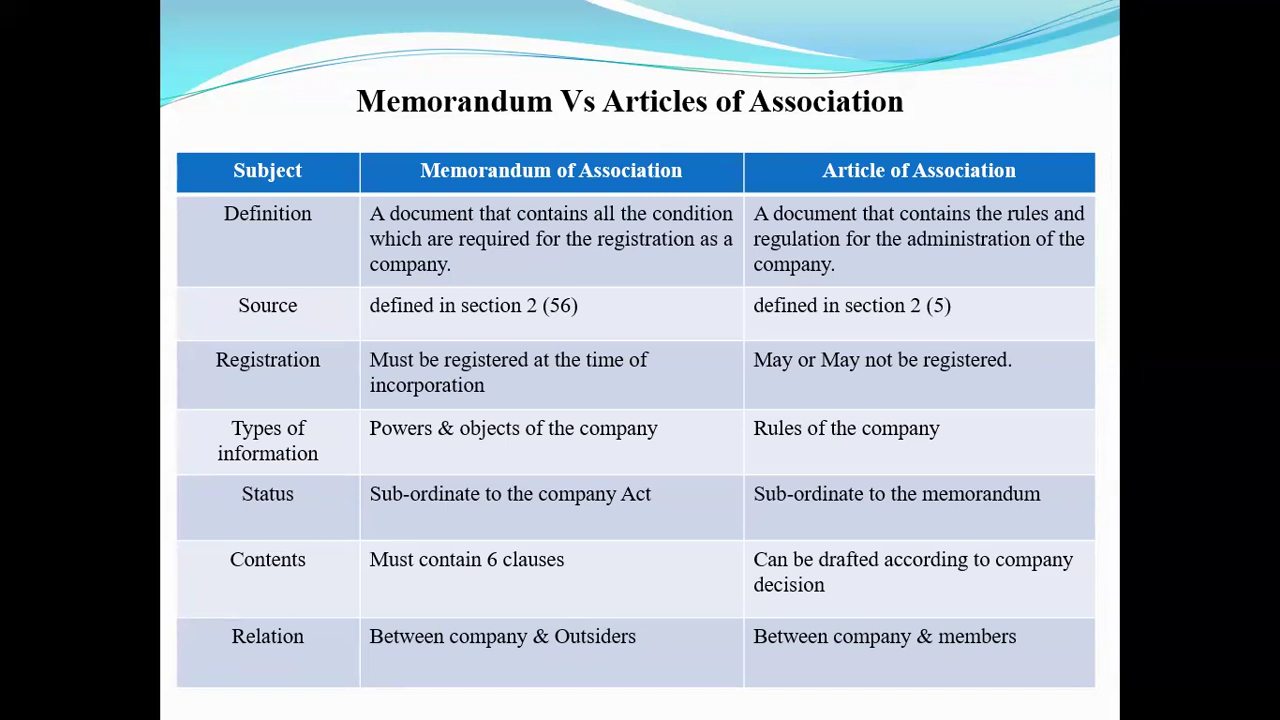 Memorandum Vs Articles of Association
Subject
Memorandum of Association
Article of Association
Definition
A document that contains all the condition
which are required for the registration as a
company.
A document that contains the rules and
regulation for the administration of the
company.
Source
defined in section 2 (56)
defined in section 2 (5)
Registration
Must be registered at the time of
incorporation
May or May not be registered.
Types of
information
Powers & objects of the company
Rules of the company
Status
Sub-ordinate to the company Act
Sub-ordinate to the memorandum
Contents
Must contain 6 clauses
Can be drafted according to company
decision
Relation
Between company & Outsiders
Between company & members